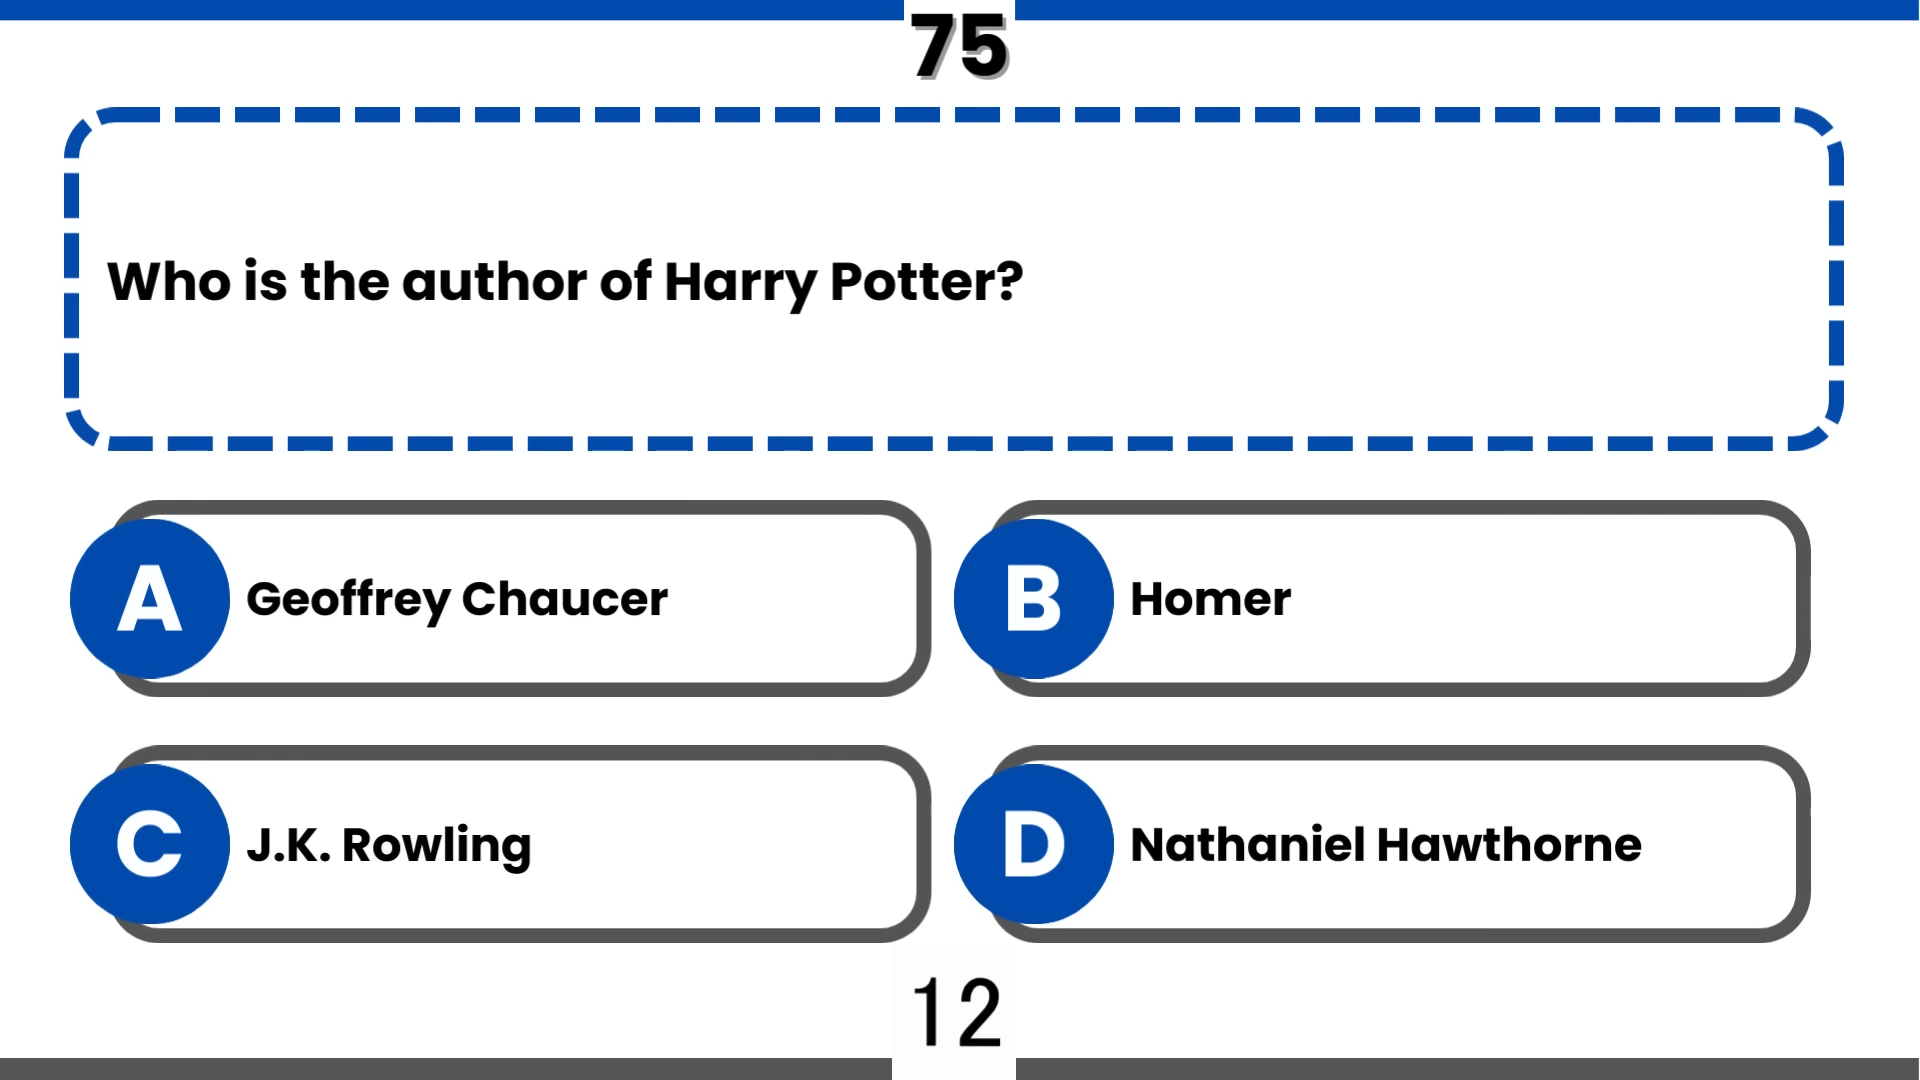 75
Who is the author of Harry Potter?
A Geoffrey Chaucer
B Homer
C J.K. Rowling
D Nathaniel Hawthorne
12